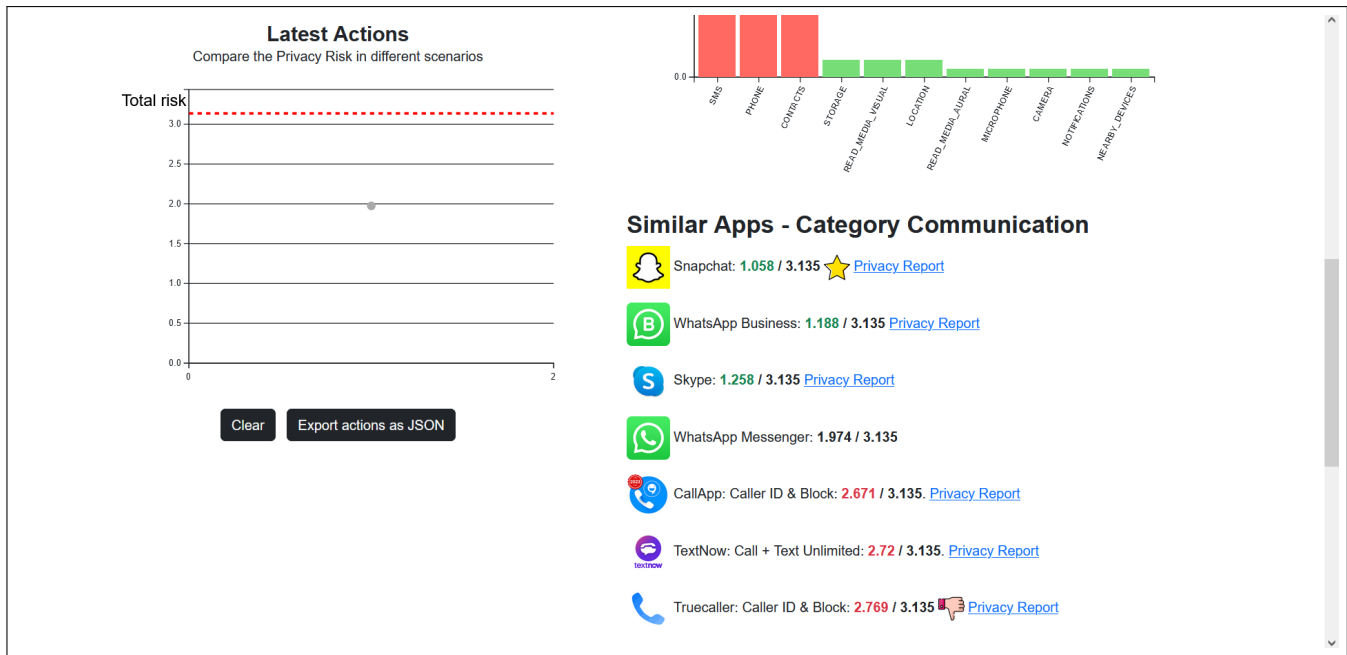 Latest Actions
Compare the Privacy Risk in different scenarios
Total risk
3.0
2.5
2.0
1.5
1.0
0.5
0.0
0
2
Clear
Export actions as JSON
0.0
SMS
PHONE
CONTACTS
STORAGE
READ_MEDIA_VISUAL
LOCATION
READ_MEDIA_AURAL
MICROPHONE
CAMERA
NOTIFICATIONS
NEARBY_DEVICES
Similar Apps - Category Communication
Snapchat: 1.058 / 3.135 Privacy Report
B
WhatsApp Business: 1.188 / 3.135 Privacy Report
S
Skype: 1.258 / 3.135 Privacy Report
WhatsApp Messenger: 1.974 / 3.135
2023
CallApp: Caller ID & Block: 2.671 / 3.135. Privacy Report
textnow
TextNow: Call + Text Unlimited: 2.72 / 3.135. Privacy Report
Truecaller: Caller ID & Block: 2.769 / 3.135 Privacy Report